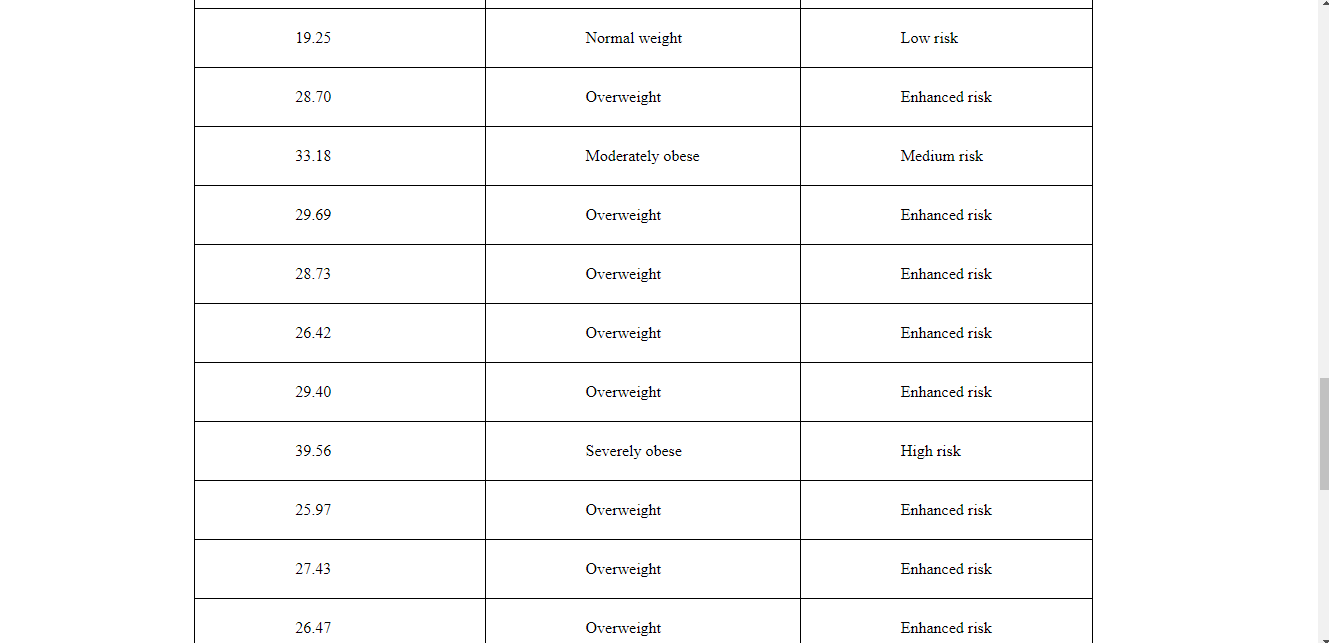 19.25 Normal weight Low risk
28.70 Overweight Enhanced risk
33.18 Moderately obese Medium risk
29.69 Overweight Enhanced risk
28.73 Overweight Enhanced risk
26.42 Overweight Enhanced risk
29.40 Overweight Enhanced risk
39.56 Severely obese High risk
25.97 Overweight Enhanced risk
27.43 Overweight Enhanced risk
26.47 Overweight Enhanced risk